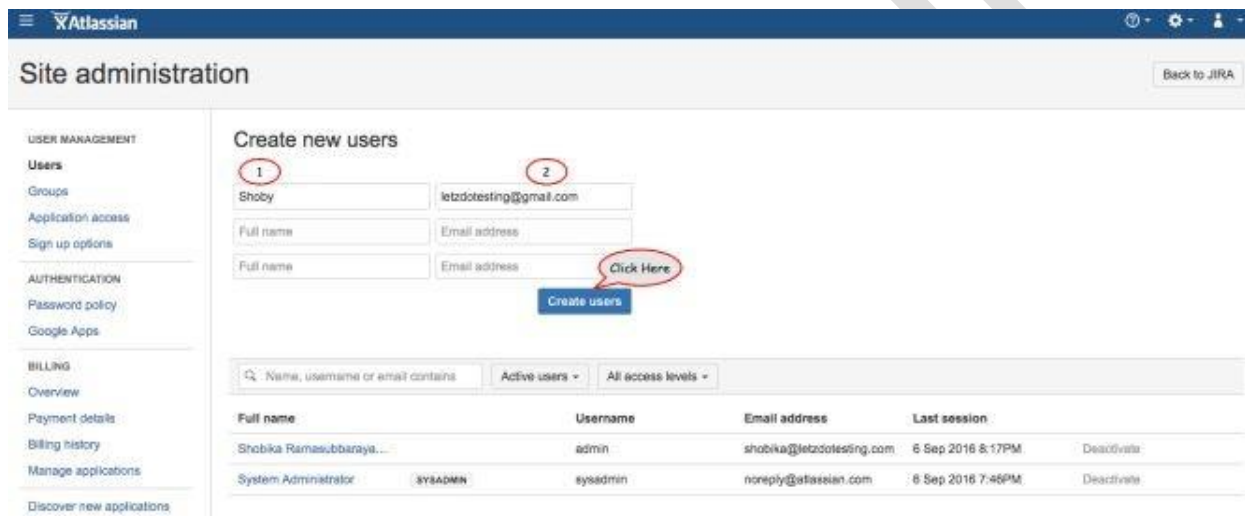 Atlassian
Site administration
Back to JIRA
USER MANAGEMENT
Users
Groups
Application access
Sign up options
AUTHENTICATION
Password policy
Google Apps
BILLING
Overview
Payment details
Billing history
Manage applications
Discover new applications
Create new users
1 2
Shoby letzdotesting@gmail.com
Full name Email address
Full name Email address
Click Here
Create users
Name, username or email contains Active users All access levels
Full name Username Email address Last session
Shobika Ramasubbaraya... admin shobika@letzdotesting.com 6 Sep 2016 8:17PM Deactivate
System Administrator SYSADMIN sysadmin noreply@atlassian.com 6 Sep 2016 7:46PM Deactivate